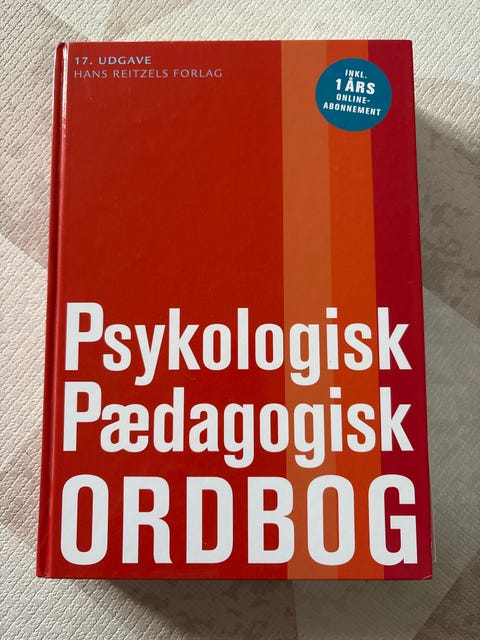 17. UDGAVE
HANS REITZELS FORLAG
INKL.
1 ÅRS
ONLINE-
ABONNEMENT
Psykologisk
Pædagogisk
ORDBOG